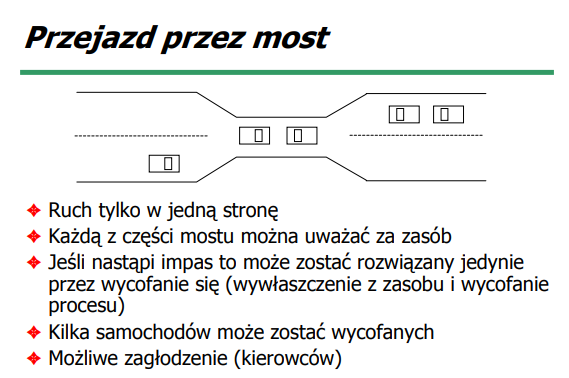 Przejazd przez most
Ruch tylko w jedną stronę
Każdą z części mostu można uważać za zasób
Jeśli nastąpi impas to może zostać rozwiązany jedynie
przez wycofanie się (wywłaszczenie z zasobu i wycofanie
procesu)
Kilka samochodów może zostać wycofanych
Możliwe zagłodzenie (kierowców)